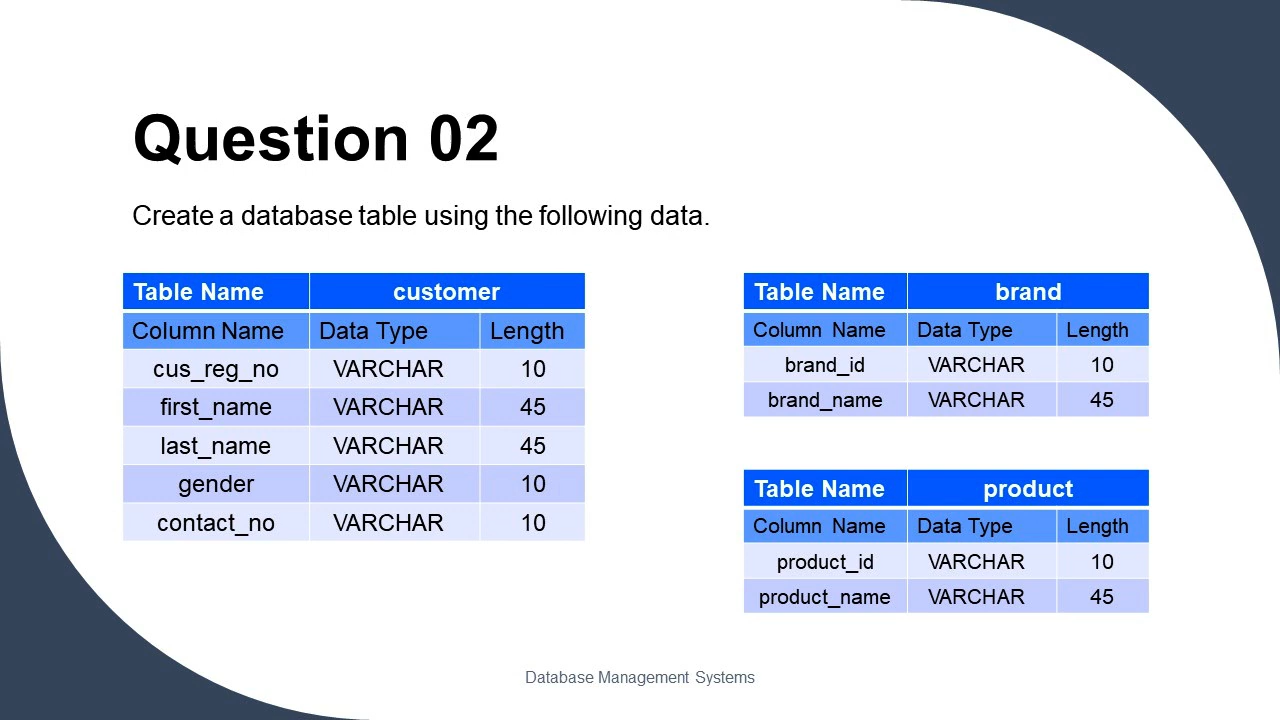 Question 02
Create a database table using the following data.
Table Name customer
Column Name Data Type Length
cus_reg_no VARCHAR 10
first_name VARCHAR 45
last_name VARCHAR 45
gender VARCHAR 10
contact_no VARCHAR 10
Table Name brand
Column Name Data Type Length
brand_id VARCHAR 10
brand_name VARCHAR 45
Table Name product
Column Name Data Type Length
product_id VARCHAR 10
product_name VARCHAR 45
Database Management Systems